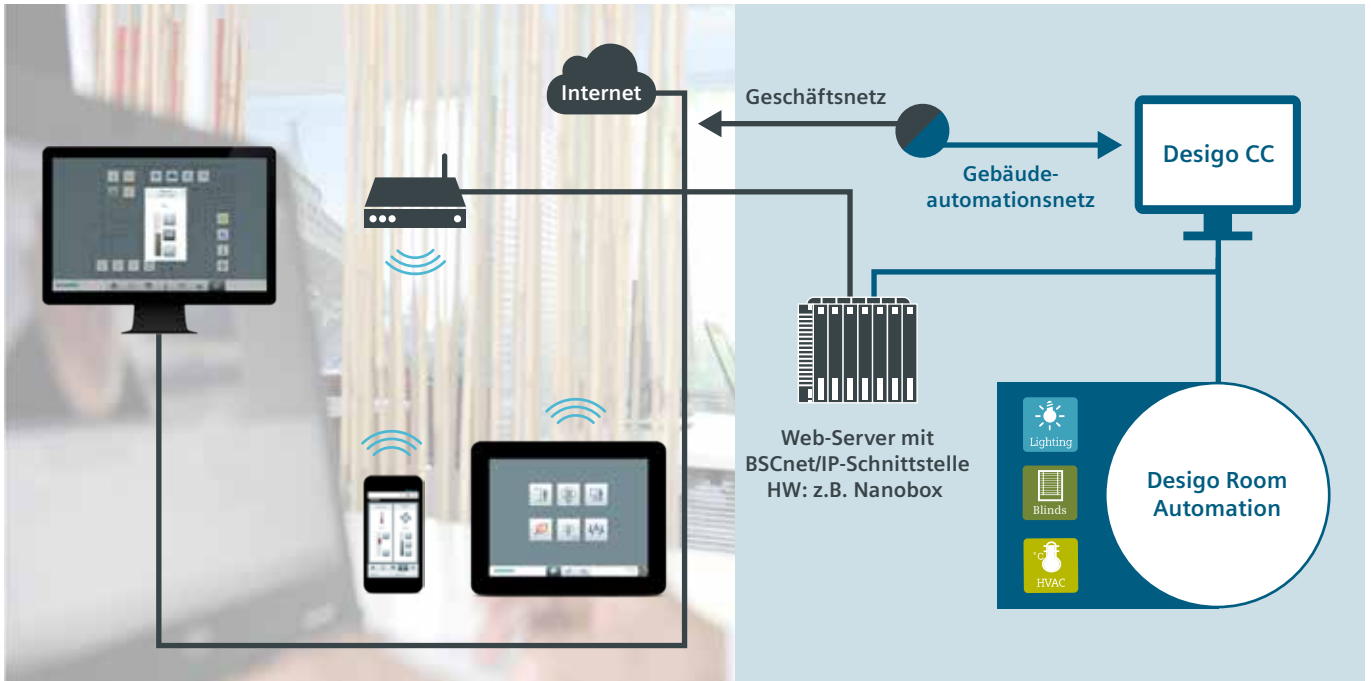 Internet
Geschäftsnetz
Gebäude-
automationsnetz
Desigo CC
Web-Server mit
BSCnet/IP-Schnittstelle
HW: z.B. Nanobox
Lighting
Blinds
°C
HVAC
Desigo Room
Automation